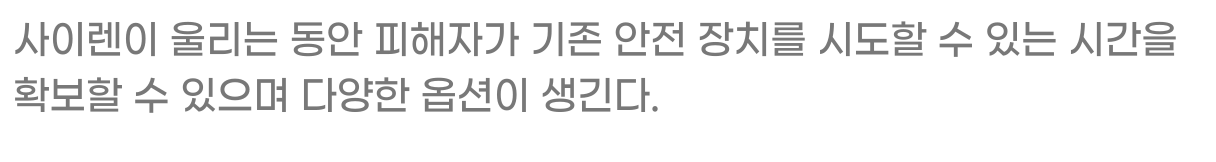 사이렌이 울리는 동안 피해자가 기존 안전 장치를 시도할 수 있는 시간을
확보할 수 있으며 다양한 옵션이 생긴다.